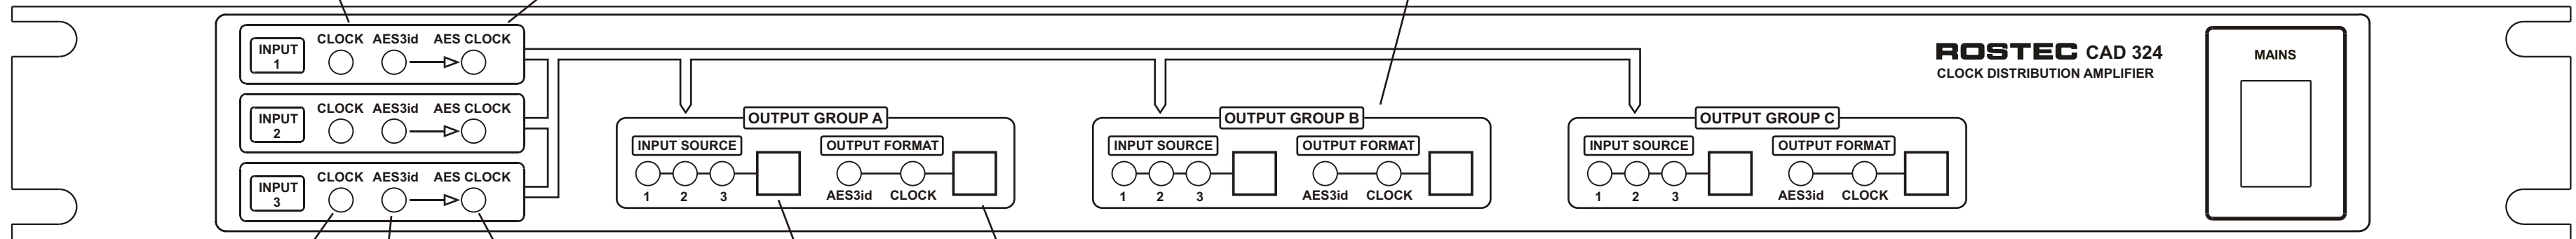 INPUT 1
CLOCK AES3id AES CLOCK
INPUT 2
CLOCK AES3id AES CLOCK
INPUT 3
CLOCK AES3id AES CLOCK
OUTPUT GROUP A
INPUT SOURCE OUTPUT FORMAT
1 2 3 AES3id CLOCK
OUTPUT GROUP B
INPUT SOURCE OUTPUT FORMAT
1 2 3 AES3id CLOCK
OUTPUT GROUP C
INPUT SOURCE OUTPUT FORMAT
1 2 3 AES3id CLOCK
ROSTEC CAD 324
CLOCK DISTRIBUTION AMPLIFIER
MAINS